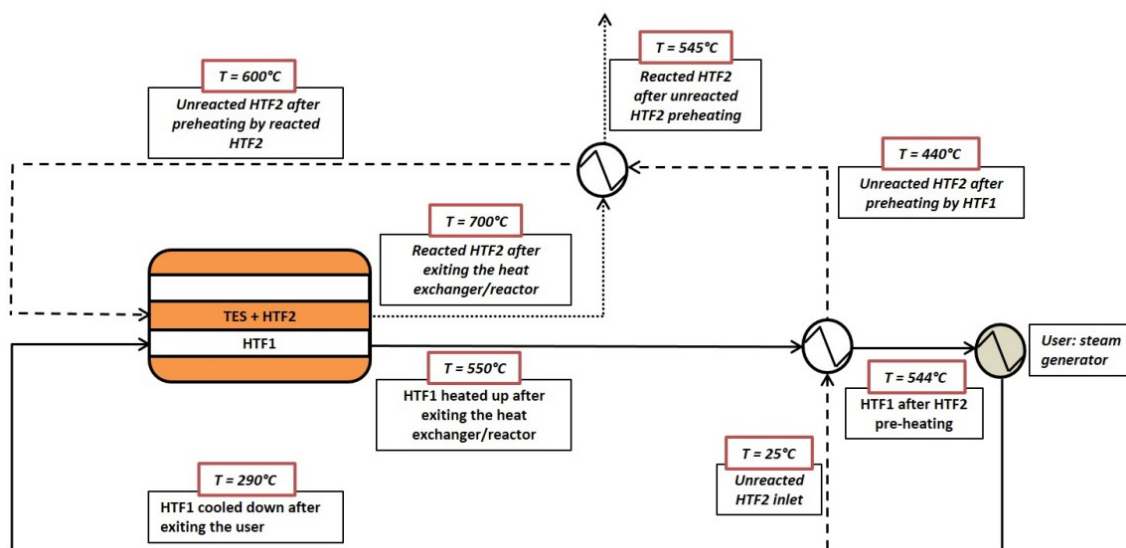 T = 600°C
Unreacted HTF2 after
preheating by reacted
HTF2
T = 545°C
Reacted HTF2
after unreacted
HTF2 preheating
T = 440°C
Unreacted HTF2 after
preheating by HTF1
T = 700°C
Reacted HTF2 after
exiting the heat
exchanger/reactor
TES + HTF2
HTF1
T = 550°C
HTF1 heated up after
exiting the heat
exchanger/reactor
User: steam
generator
T = 544°C
HTF1 after HTF2
pre-heating
T = 25°C
Unreacted
HTF2 inlet
T = 290°C
HTF1 cooled down after
exiting the user